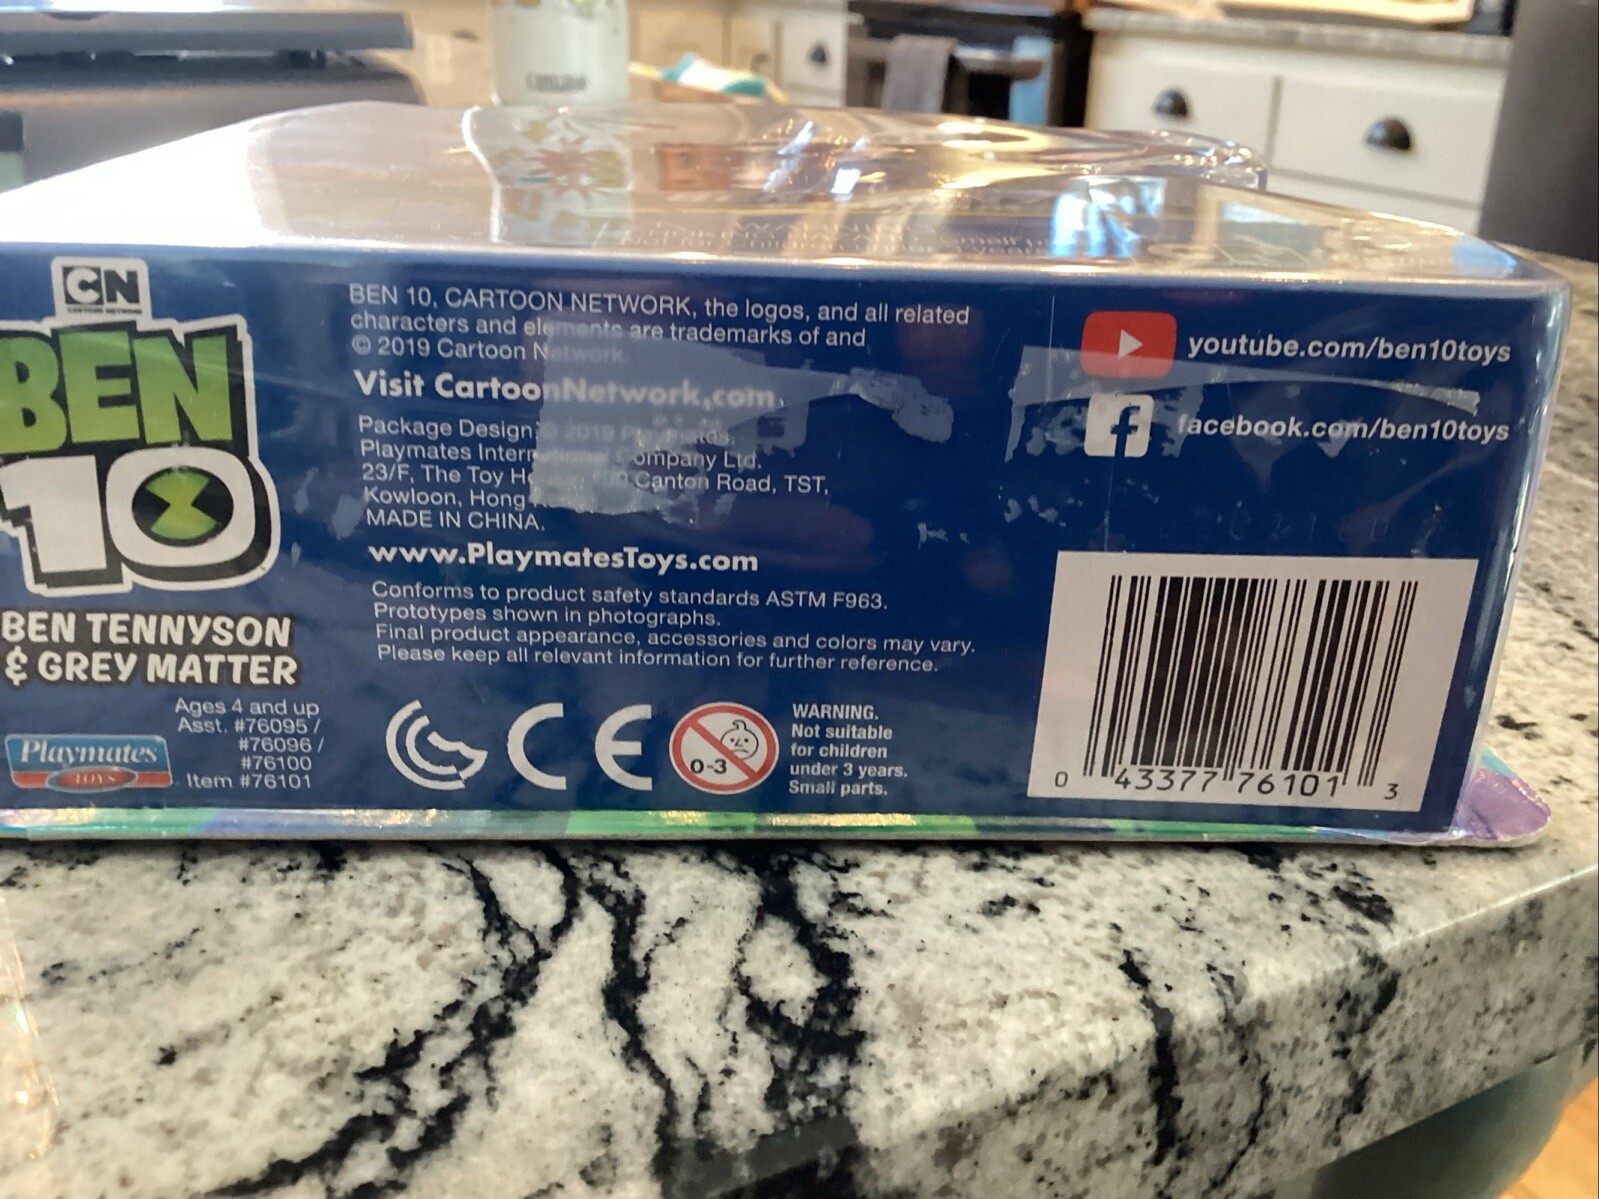 CN
CARTOON NETWORK
BEN
10
BEN TENNYSON
& GREY MATTER
Ages 4 and up
Asst. #76095 /
#76096 /
#76100
Item #76101
Playmates
TOYS
BEN 10, CARTOON NETWORK, the logos, and all related
characters and elements are trademarks of and
© 2019 Cartoon Network.
Visit CartoonNetwork.com
Package Design © 2019 Playmates.
Playmates International Company Ltd.
23/F, The Toy Canton Road, TST,
Kowloon, Hong
MADE IN CHINA.
www.PlaymatesToys.com
Conforms to product safety standards ASTM F963.
Prototypes shown in photographs.
Final product appearance, accessories and colors may vary.
Please keep all relevant information for further reference.
CE
0-3
WARNING.
Not suitable
for children
under 3 years.
Small parts.
youtube.com/ben10toys
f
facebook.com/ben10toys
0 43377 76101 3